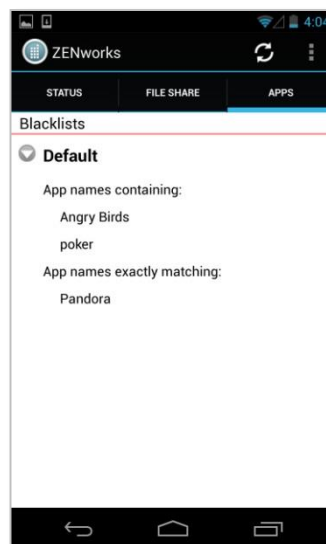 4:04
ZENworks
STATUS FILE SHARE APPS
Blacklists
Default
App names containing:
Angry Birds
poker
App names exactly matching:
Pandora